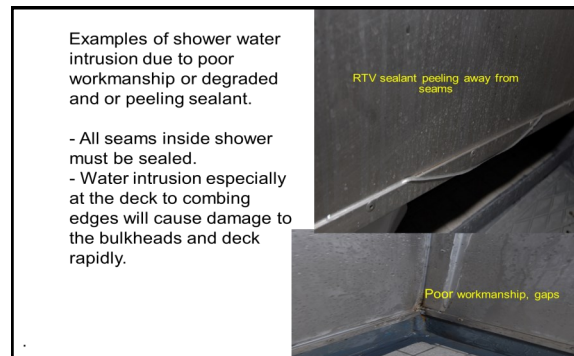 Examples of shower water
intrusion due to poor
workmanship or degraded
and or peeling sealant.
- All seams inside shower
must be sealed.
- Water intrusion especially
at the deck to combing
edges will cause damage to
the bulkheads and deck
rapidly.
.
RTV sealant peeling away from
seams
Poor workmanship, gaps